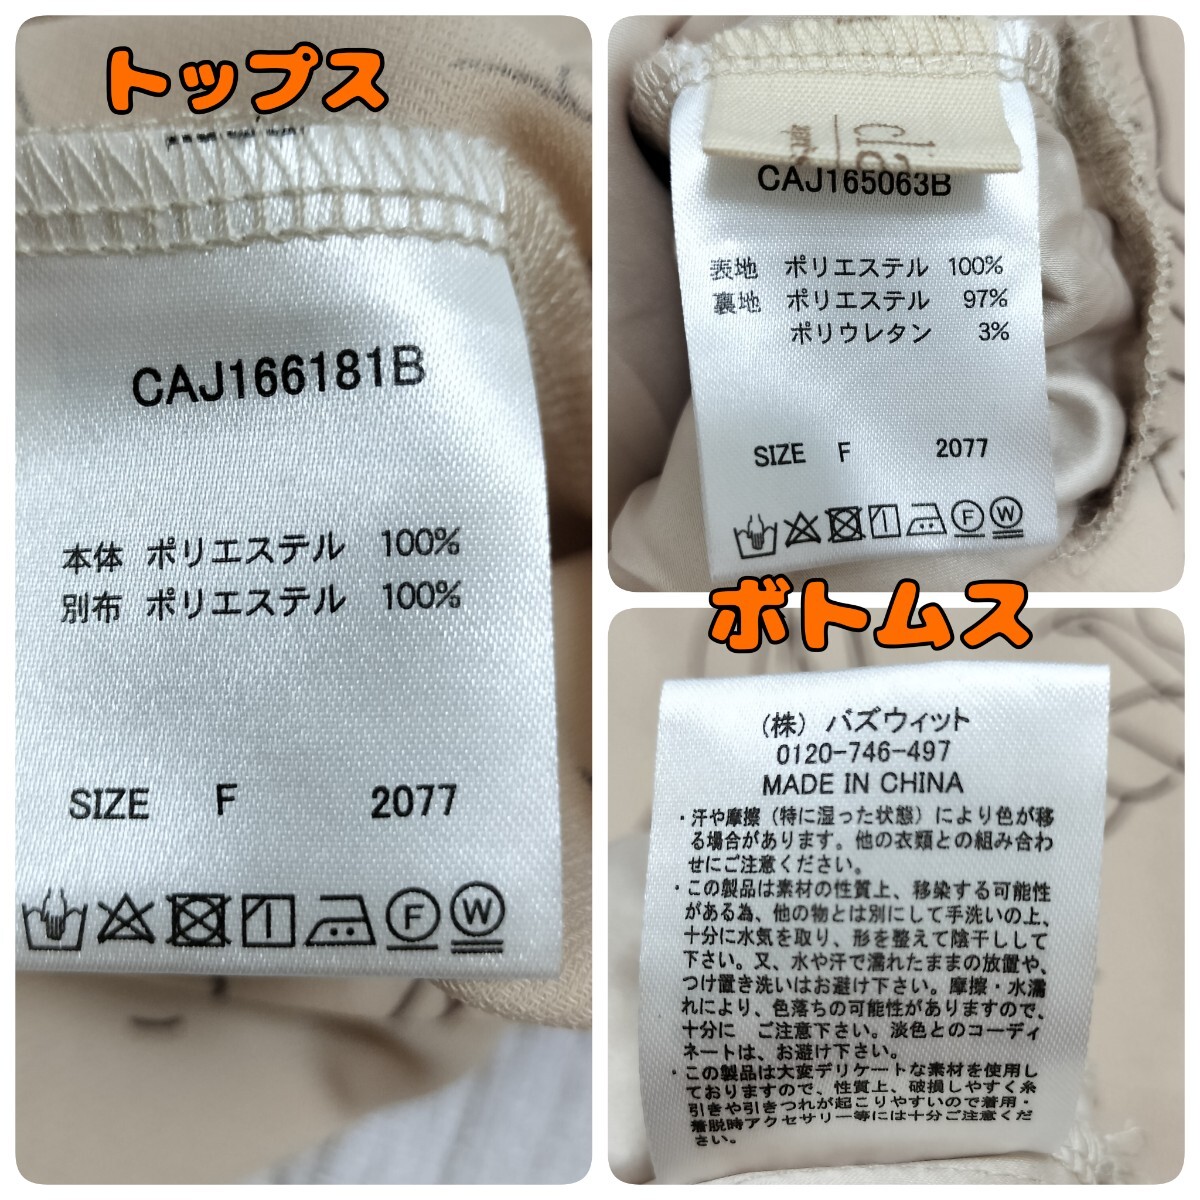 トップス
CAJ166181B
本体 ポリエステル 100%
別布 ポリエステル 100%
SIZE F 2077
F W
CAJ165063B
表地 ポリエステル 100%
裏地 ポリエステル 97%
ポリウレタン 3%
SIZE F 2077
F W
ボトムス
(株) バズウィット
0120-746-497
MADE IN CHINA
・汗や摩擦(特に湿った状態)により色が移
る場合があります。他の衣類との組み合わ
せにご注意ください。
・この製品は素材の性質上、移染する可能性
がある為、他の物とは別にして手洗いの上、
十分に水気を取り、形を整えて陰干しして
下さい。又、水や汗で濡れたままの放置や、
つけ置き洗いはお避け下さい。摩擦・水濡
れにより、色落ちの可能性がありますので、
十分に ご注意下さい。淡色とのコーディ
ネートは、お避け下さい。
・この製品は大変デリケートな素材を使用し
ておりますので、性質上、破損しやすく糸
引きや引きつれが起こりやすいので着用・
着脱時アクセサリー等には十分ご注意くだ
さい。